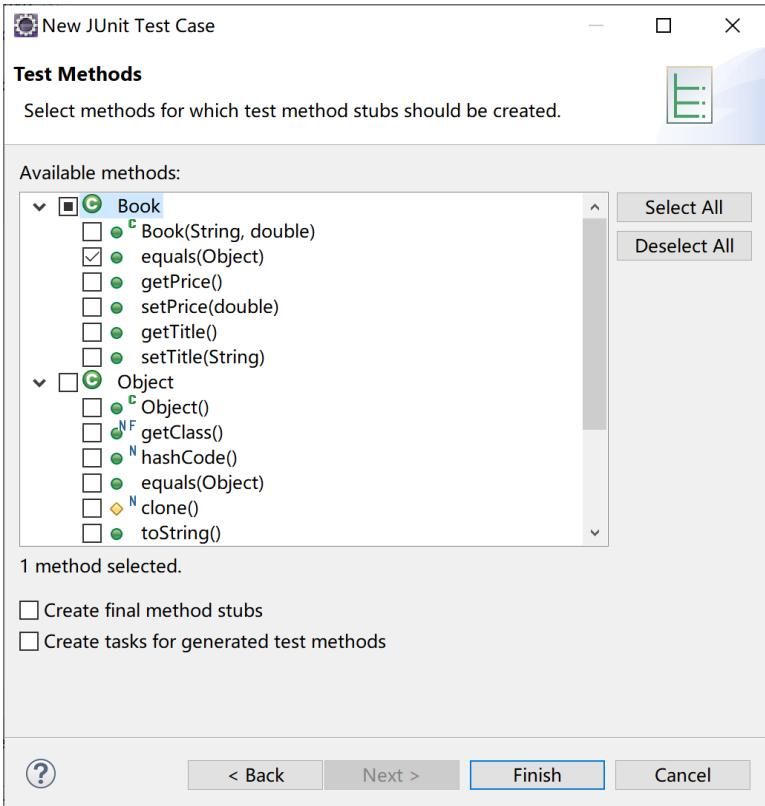 New JUnit Test Case
Test Methods
Select methods for which test method stubs should be created.
Available methods:
C Book
C Book(String, double)
equals(Object)
getPrice()
setPrice(double)
getTitle()
setTitle(String)
C Object
C Object()
N F getClass()
N hashCode()
equals(Object)
N clone()
toString()
Select All
Deselect All
1 method selected.
Create final method stubs
Create tasks for generated test methods
? < Back Next > Finish Cancel